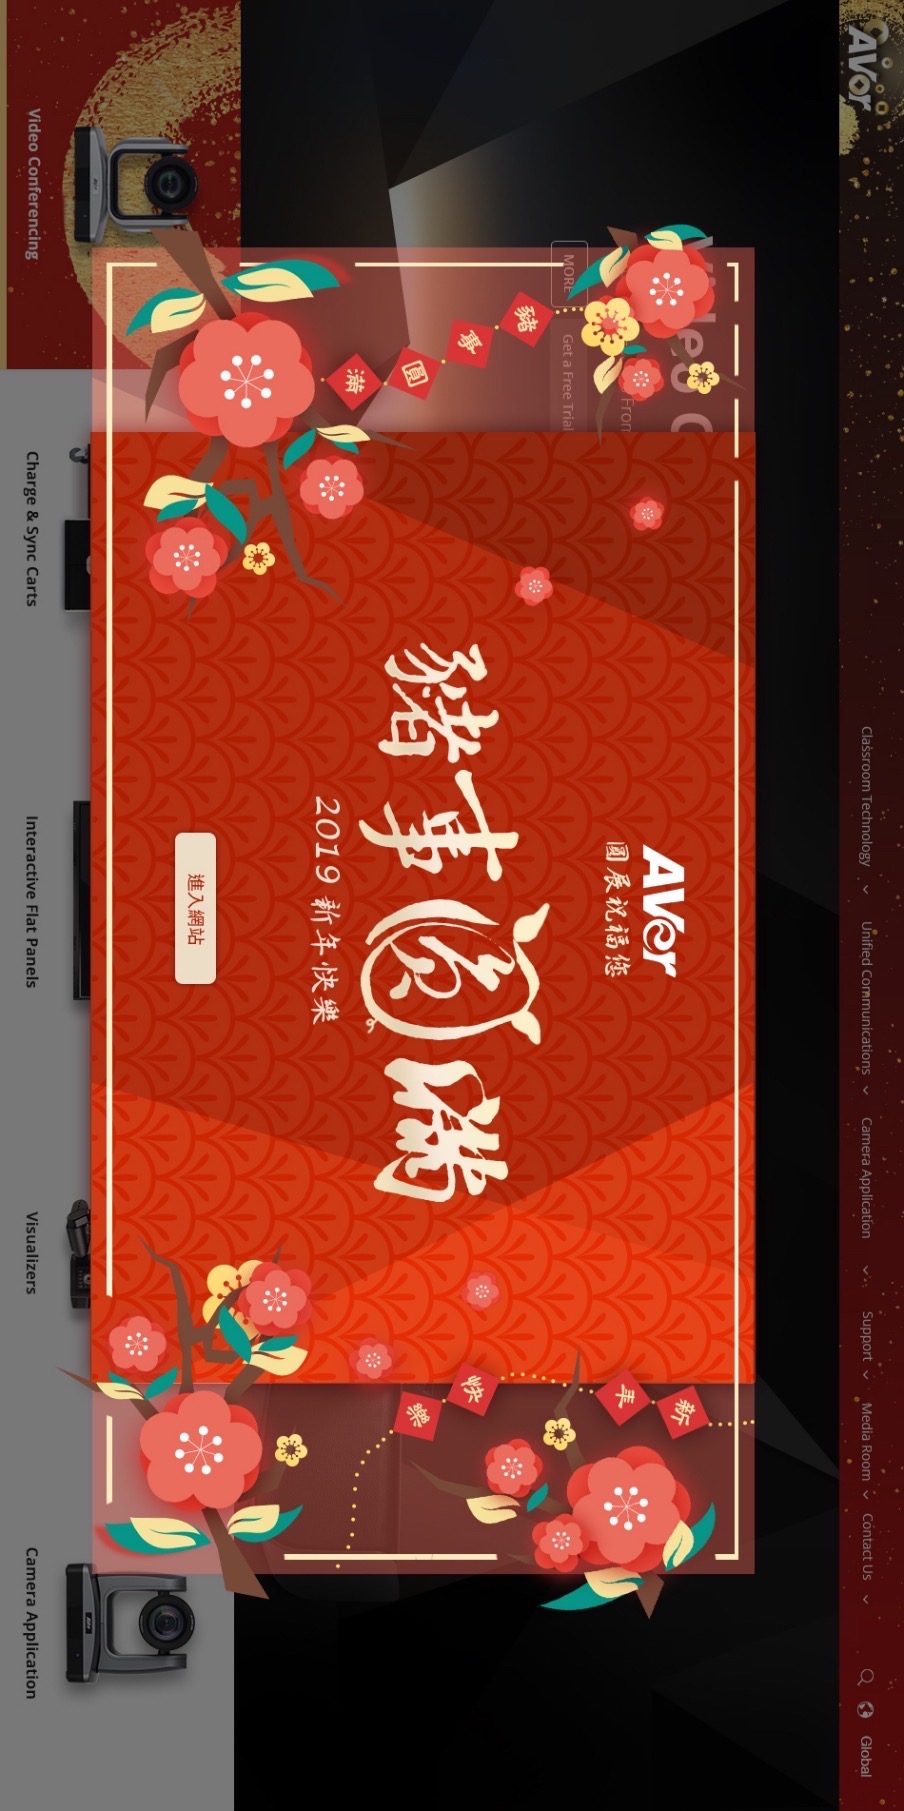 AVer
Classroom Technology
Unified Communications
Camera Application
Support
Media Room
Contact Us
Global
Video C
From
MORE
Get a Free Trial
AVer
圓展祝福您
豬事圆滿
2019 新年快樂
進入網站
豬
事
圓
滿
新
年
快
樂
Video Conferencing
Charge & Sync Carts
Interactive Flat Panels
Visualizers
Camera Application
AVer